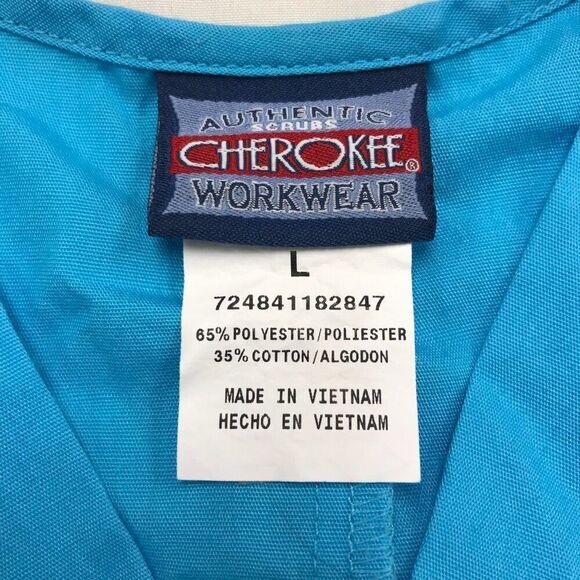 AUTHENTIC
SCRUBS
CHEROKEE®
WORKWEAR
L
724841182847
65% POLYESTER/POLIESTER
35% COTTON/ALGODON
MADE IN VIETNAM
HECHO EN VIETNAM